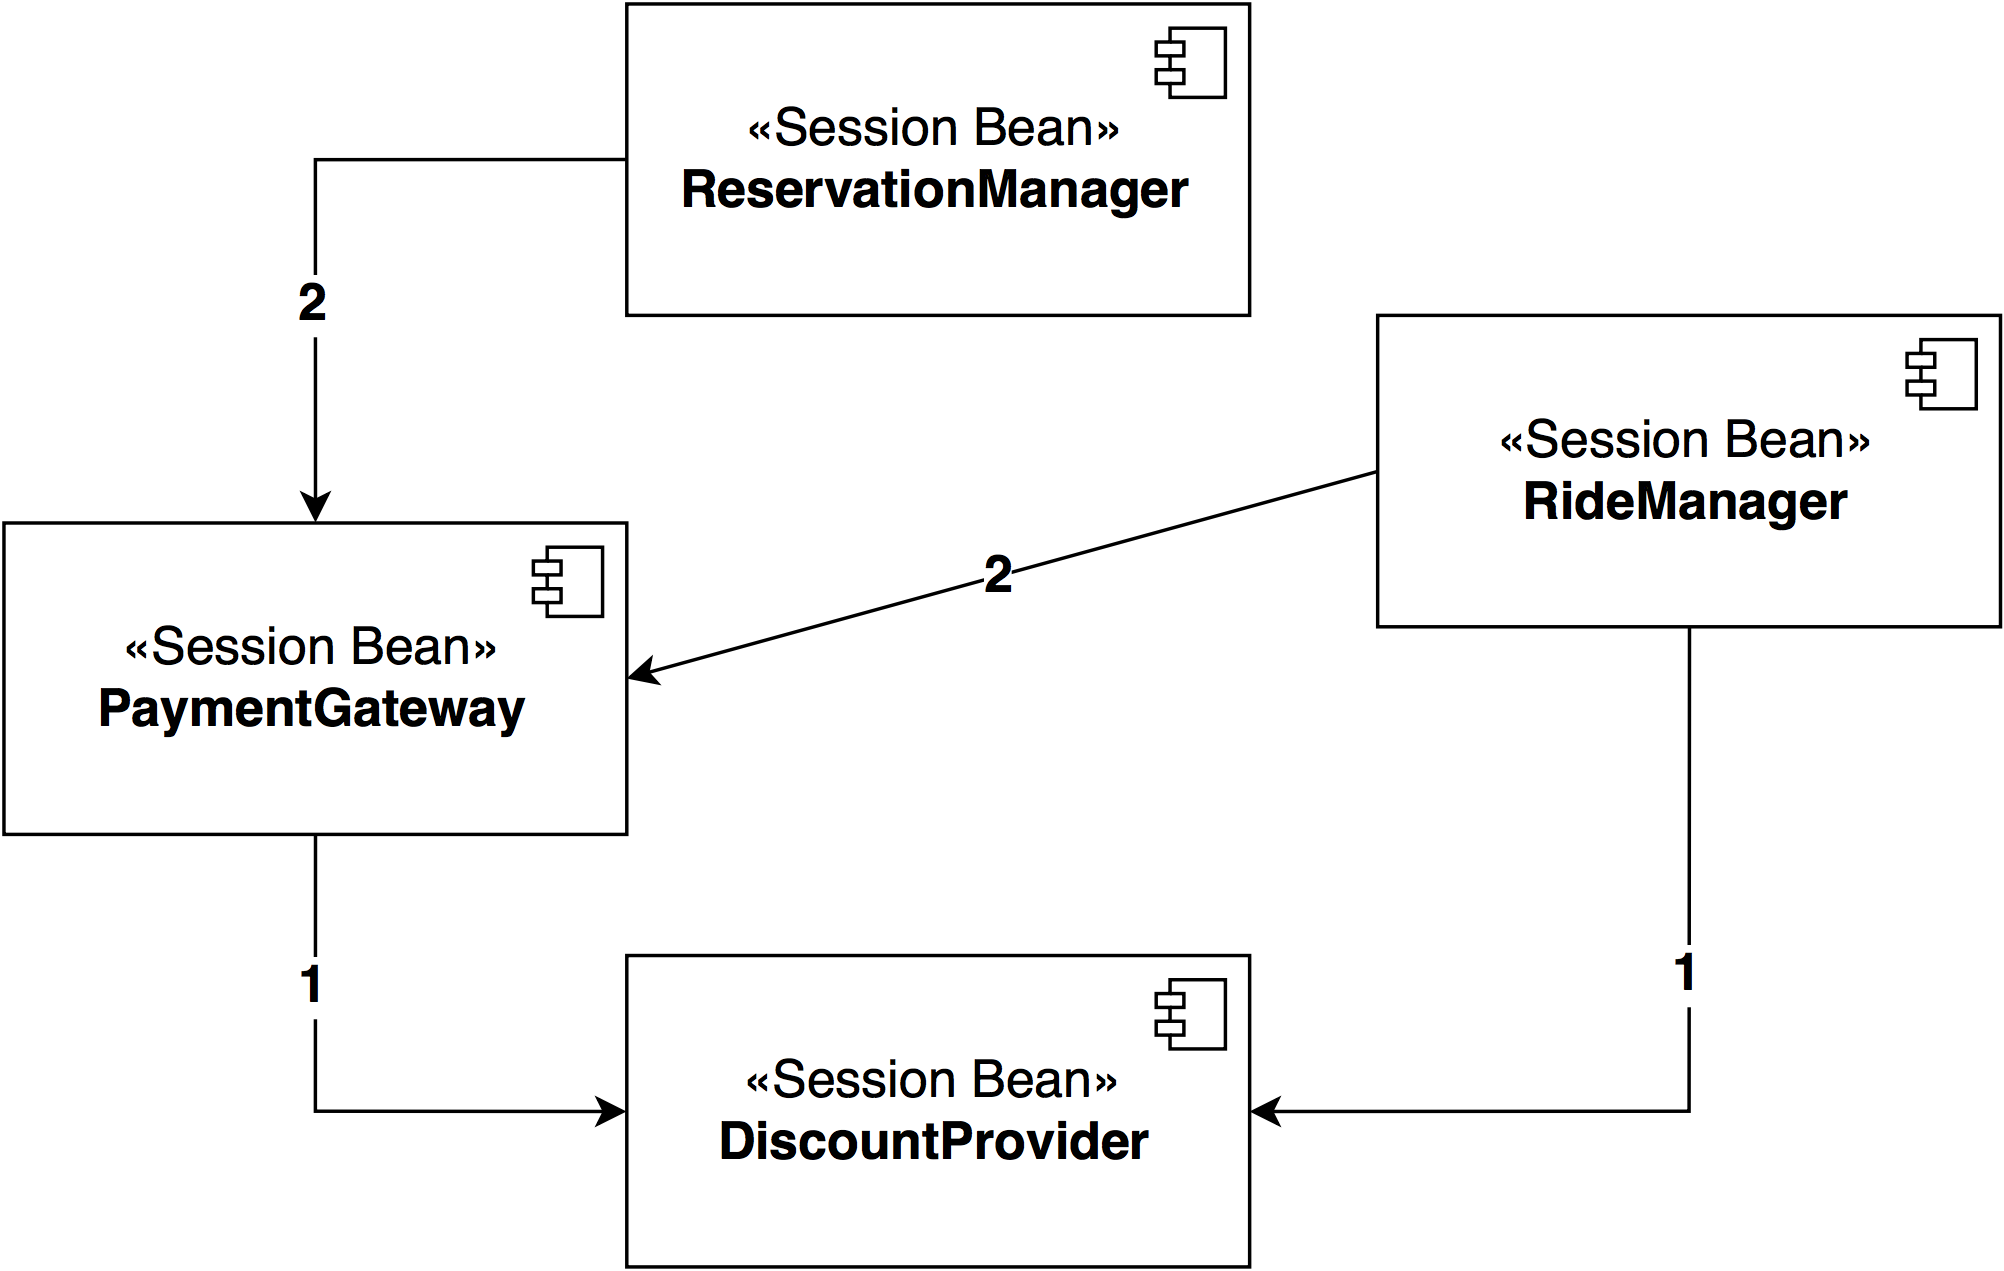 «Session Bean»
ReservationManager
2
«Session Bean»
RideManager
2
«Session Bean»
PaymentGateway
1
1
«Session Bean»
DiscountProvider